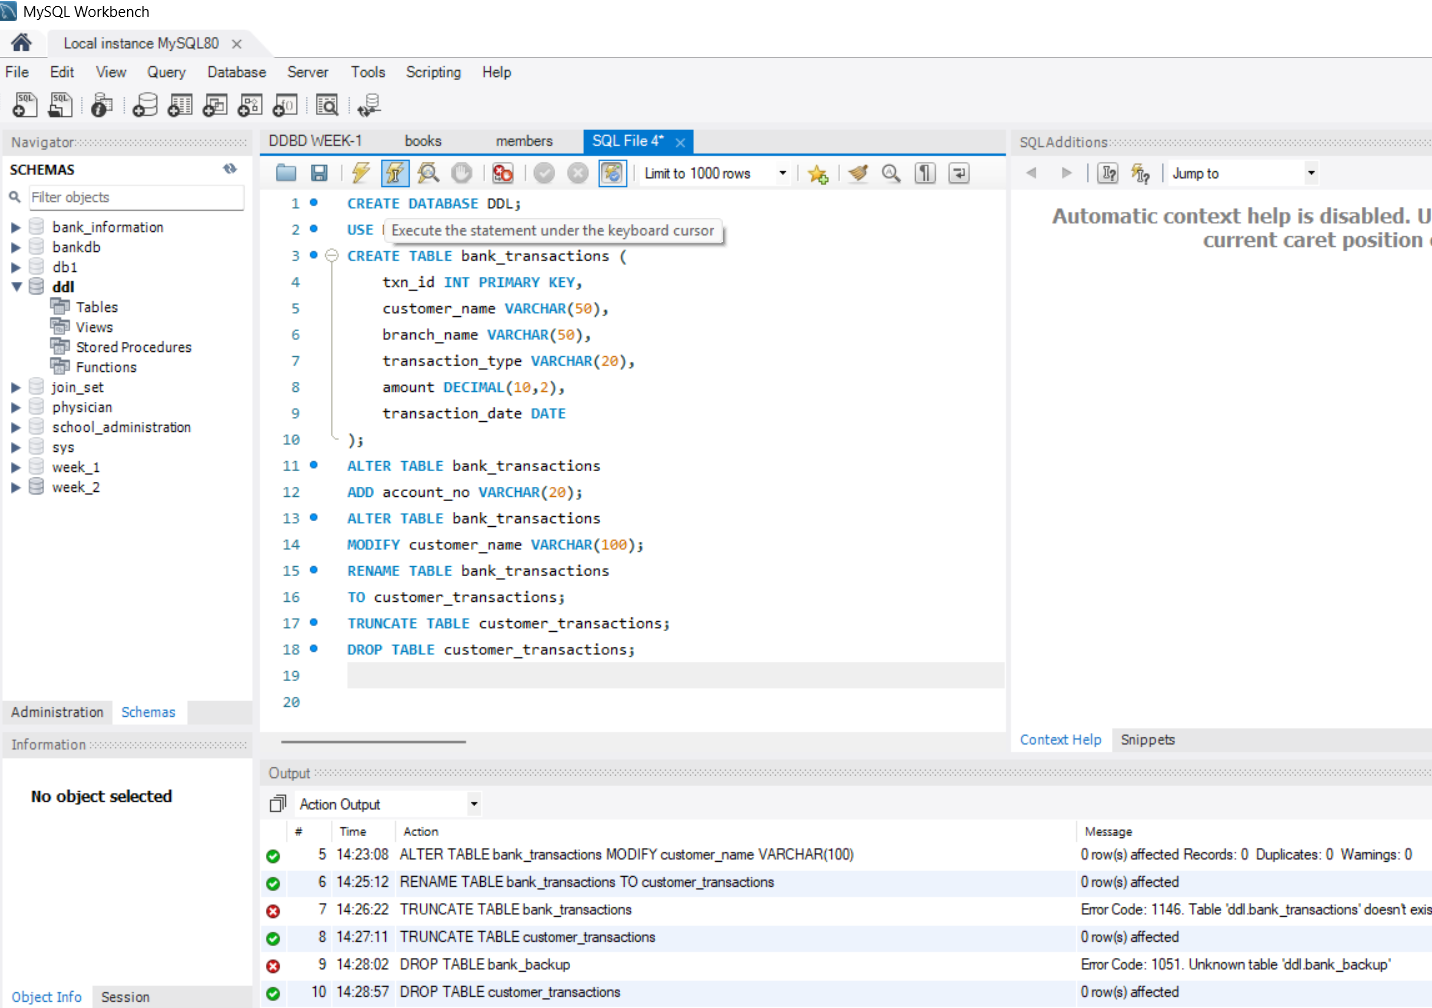 MySQL Workbench
Local instance MySQL80
File Edit View Query Database Server Tools Scripting Help
Navigator
SCHEMAS
Filter objects
bank_information
bankdb
db1
ddl
Tables
Views
Stored Procedures
Functions
join_set
physician
school_administration
sys
week_1
week_2
Administration Schemas
Information
No object selected
Object Info Session
DDBD WEEK-1 books members SQL File 4*
Limit to 1000 rows
1 CREATE DATABASE DDL;
2 USE
Execute the statement under the keyboard cursor
3 CREATE TABLE bank_transactions (
4 txn_id INT PRIMARY KEY,
5 customer_name VARCHAR(50),
6 branch_name VARCHAR(50),
7 transaction_type VARCHAR(20),
8 amount DECIMAL(10,2),
9 transaction_date DATE
10 );
11 ALTER TABLE bank_transactions
12 ADD account_no VARCHAR(20);
13 ALTER TABLE bank_transactions
14 MODIFY customer_name VARCHAR(100);
15 RENAME TABLE bank_transactions
16 TO customer_transactions;
17 TRUNCATE TABLE customer_transactions;
18 DROP TABLE customer_transactions;
19
20
SQLAdditions
Jump to
Automatic context help is disabled. U
current caret position
Context Help Snippets
Output
Action Output
# Time Action Message
5 14:23:08 ALTER TABLE bank_transactions MODIFY customer_name VARCHAR(100) 0 row(s) affected Records: 0 Duplicates: 0 Warnings: 0
6 14:25:12 RENAME TABLE bank_transactions TO customer_transactions 0 row(s) affected
7 14:26:22 TRUNCATE TABLE bank_transactions Error Code: 1146. Table 'ddl.bank_transactions' doesn't exis
8 14:27:11 TRUNCATE TABLE customer_transactions 0 row(s) affected
9 14:28:02 DROP TABLE bank_backup Error Code: 1051. Unknown table 'ddl.bank_backup'
10 14:28:57 DROP TABLE customer_transactions 0 row(s) affected